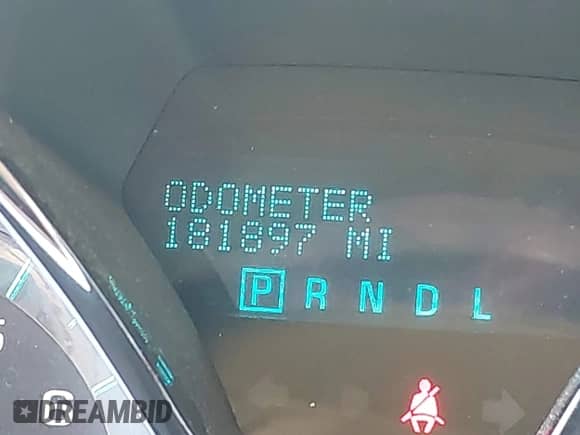 ODOMETER
181897 MI
P R N D L
DREAMBID